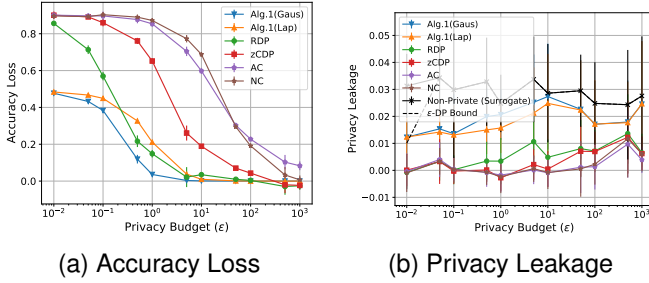 Accuracy Loss
0.8
0.6
0.4
0.2
0.0
10⁻²
10⁻¹
10⁰
10¹
10²
10³
Privacy Budget (ε)
Alg.1(Gaus)
Alg.1(Lap)
RDP
zCDP
AC
NC
(a) Accuracy Loss
Privacy Leakage
0.05
0.04
0.03
0.02
0.01
0.00
−0.01
10⁻²
10⁻¹
10⁰
10¹
10²
10³
Privacy Budget (ε)
Alg.1(Gaus)
Alg.1(Lap)
RDP
zCDP
AC
NC
Non-Private (Surrogate)
ε-DP Bound
(b) Privacy Leakage